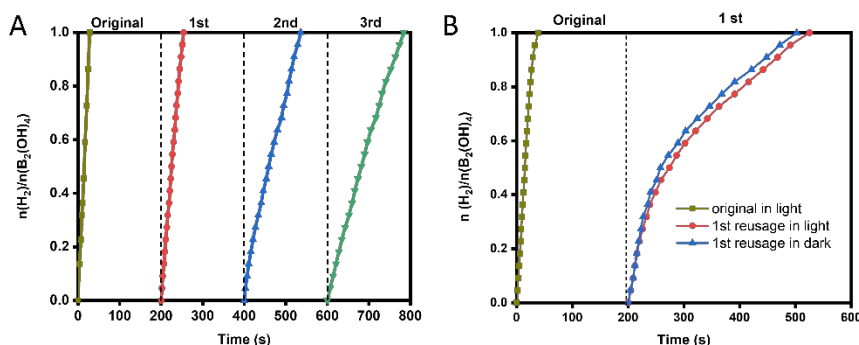 A
Original 1st 2nd 3rd
n(H₂)/n(B₂(OH)₄)
1.0
0.8
0.6
0.4
0.2
0.0
0 100 200 300 400 500 600 700 800
Time (s)
B
Original 1 st
n (H₂)/n(B₂(OH)₄)
1.0
0.8
0.6
0.4
0.2
0.0
original in light
1st reusage in light
1st reusage in dark
0 100 200 300 400 500 600
Time (s)